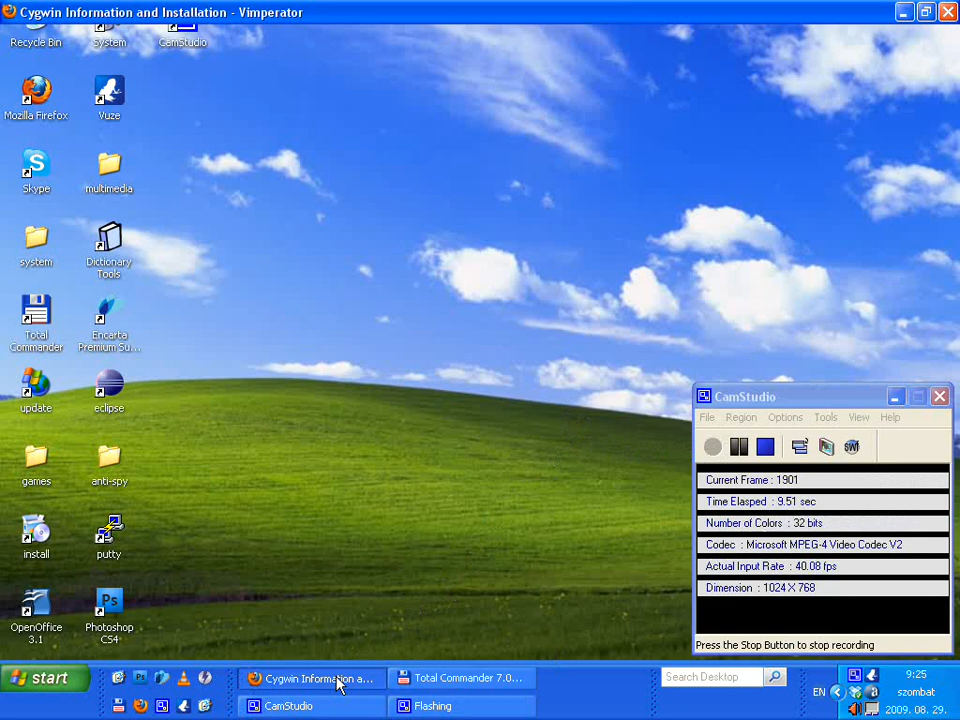 Cygwin Information and Installation - Vimperator
Recycle Bin
System
CamStudio
Mozilla Firefox
Vuze
Skype
multimedia
system
Dictionary
Tools
Total
Commander
Encarta
Premium Su...
update
eclipse
games
anti-spy
install
putty
OpenOffice
3.1
Photoshop
CS4
CamStudio
File Region Options Tools View Help
SWF
Current Frame : 1901
Time Elasped : 9.51 sec
Number of Colors : 32 bits
Codec : Microsoft MPEG-4 Video Codec V2
Actual Input Rate : 40.08 fps
Dimension : 1024 X 768
Press the Stop Button to stop recording
start
Cygwin Information a...
Total Commander 7.0...
CamStudio
Flashing
Search Desktop
EN
9:25
szombat
2009. 08. 29.